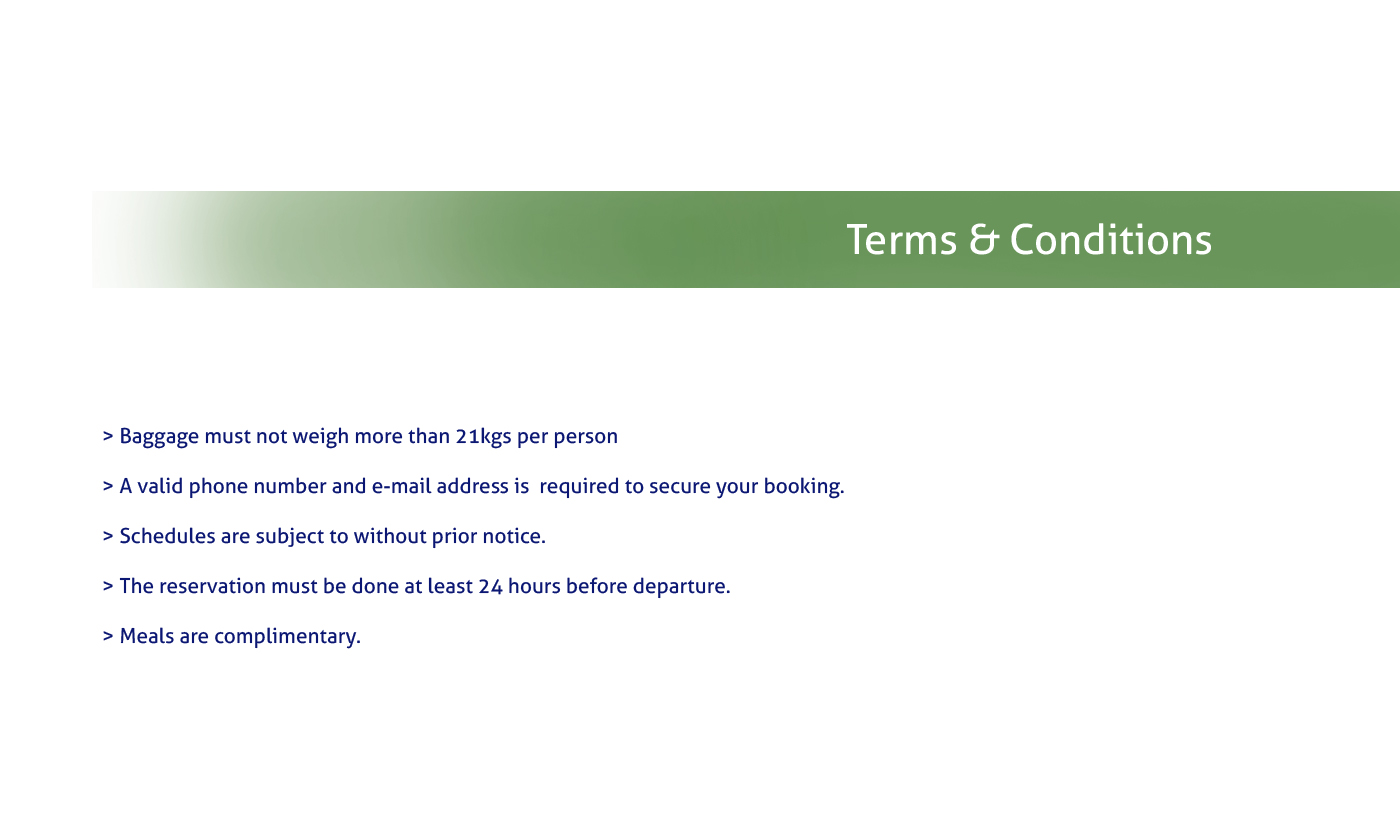 Terms & Conditions
> Baggage must not weigh more than 21kgs per person
> A valid phone number and e-mail address is  required to secure your booking.
> Schedules are subject to without prior notice.
> The reservation must be done at least 24 hours before departure.
> Meals are complimentary.